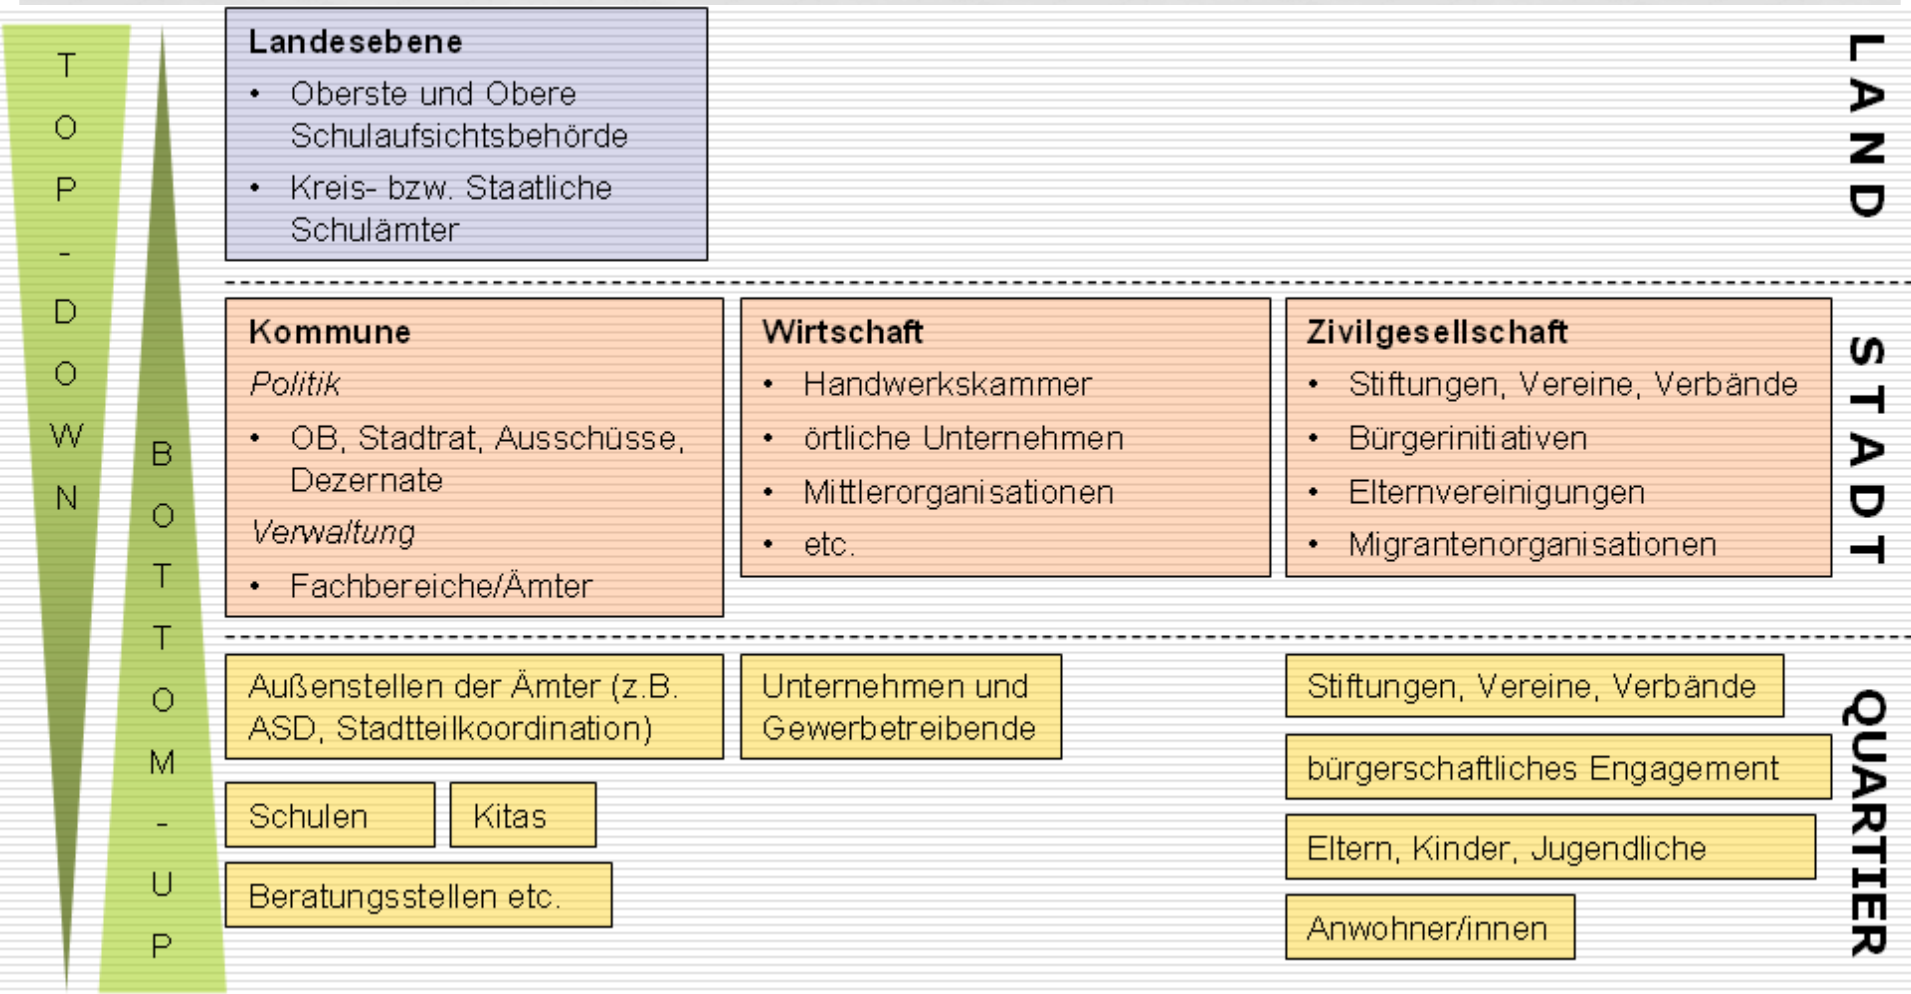 TOP-DOWN
BOTTOM-UP
Landesebene
• Oberste und Obere
Schulaufsichtsbehörde
• Kreis- bzw. Staatliche
Schulämter
LAND
Kommune
Politik
• OB, Stadtrat, Ausschüsse,
Dezernate
Verwaltung
• Fachbereiche/Ämter
Wirtschaft
• Handwerkskammer
• örtliche Unternehmen
• Mittlerorganisationen
• etc.
Zivilgesellschaft
• Stiftungen, Vereine, Verbände
• Bürgerinitiativen
• Elternvereinigungen
• Migrantenorganisationen
STADT
Außenstellen der Ämter (z.B.
ASD, Stadtteilkoordination)
Schulen
Kitas
Beratungsstellen etc.
Unternehmen und
Gewerbetreibende
Stiftungen, Vereine, Verbände
bürgerschaftliches Engagement
Eltern, Kinder, Jugendliche
Anwohner/innen
QUARTIER